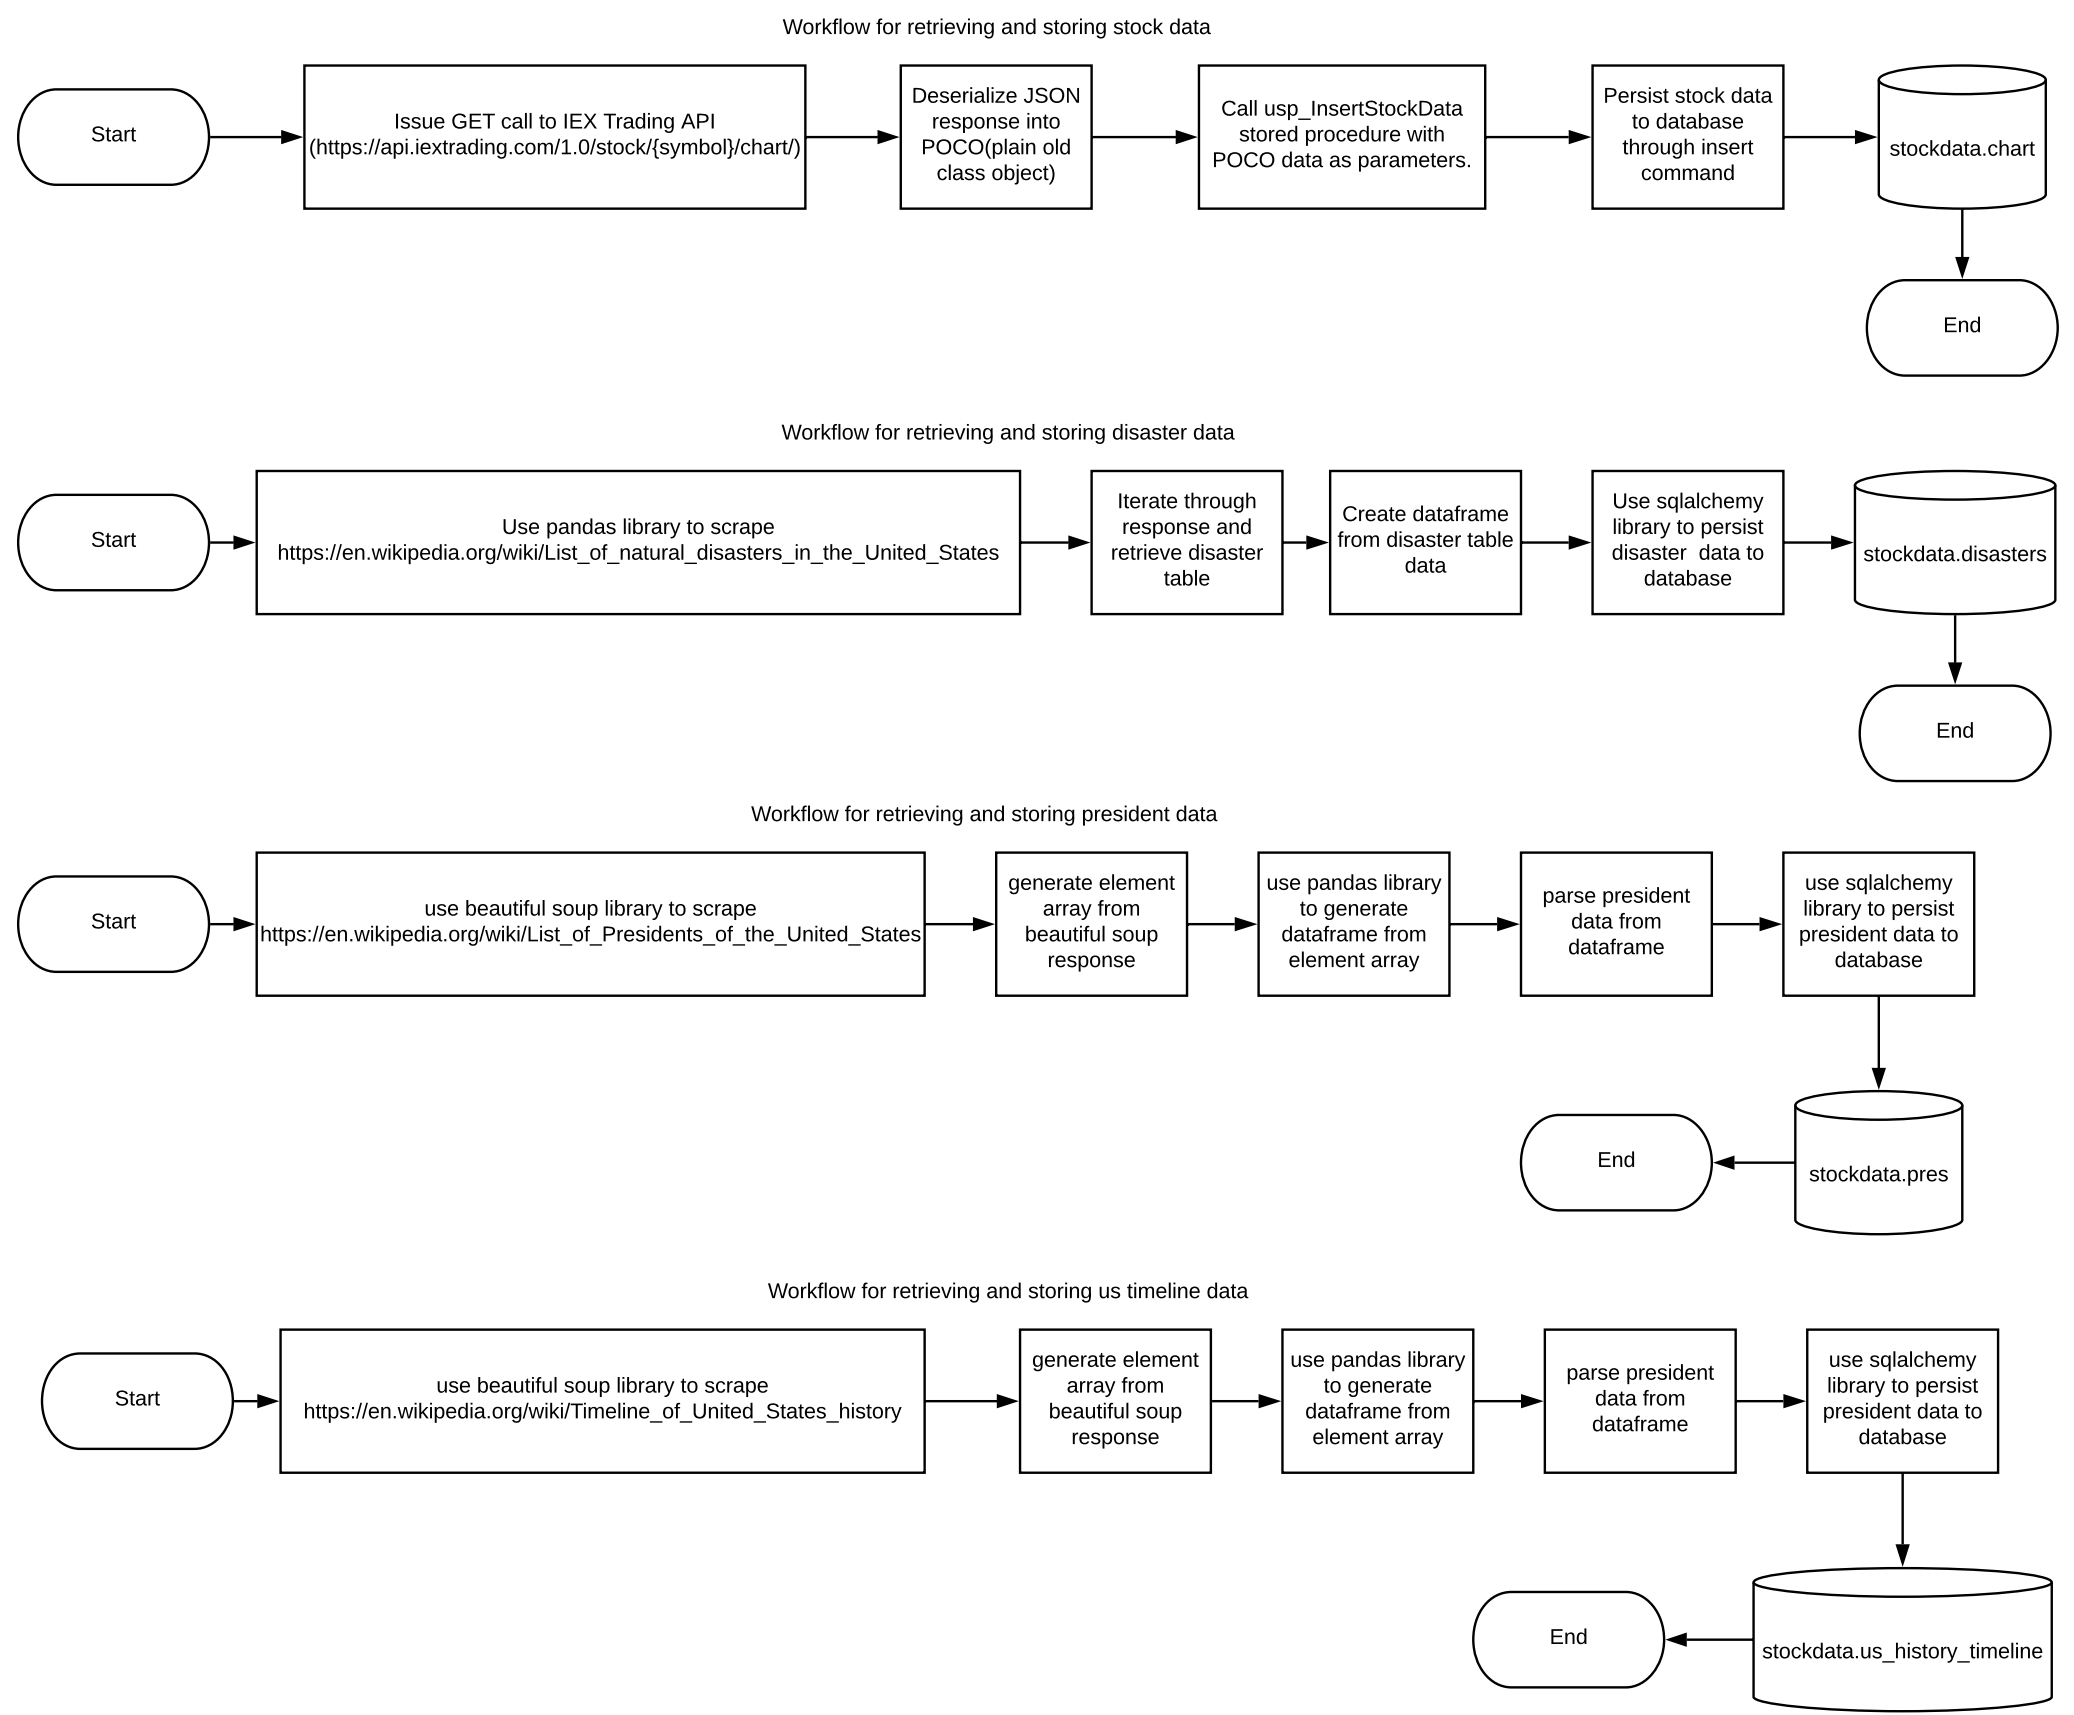 Workflow for retrieving and storing stock data
Start
Issue GET call to IEX Trading API
(https://api.iextrading.com/1.0/stock/{symbol}/chart/)
Deserialize JSON
response into
POCO(plain old
class object)
Call usp_InsertStockData
stored procedure with
POCO data as parameters.
Persist stock data
to database
through insert
command
stockdata.chart
End
Workflow for retrieving and storing disaster data
Start
Use pandas library to scrape
https://en.wikipedia.org/wiki/List_of_natural_disasters_in_the_United_States
Iterate through
response and
retrieve disaster
table
Create dataframe
from disaster table
data
Use sqlalchemy
library to persist
disaster  data to
database
stockdata.disasters
End
Workflow for retrieving and storing president data
Start
use beautiful soup library to scrape
https://en.wikipedia.org/wiki/List_of_Presidents_of_the_United_States
generate element
array from
beautiful soup
response
use pandas library
to generate
dataframe from
element array
parse president
data from
dataframe
use sqlalchemy
library to persist
president data to
database
stockdata.pres
End
Workflow for retrieving and storing us timeline data
Start
use beautiful soup library to scrape
https://en.wikipedia.org/wiki/Timeline_of_United_States_history
generate element
array from
beautiful soup
response
use pandas library
to generate
dataframe from
element array
parse president
data from
dataframe
use sqlalchemy
library to persist
president data to
database
stockdata.us_history_timeline
End